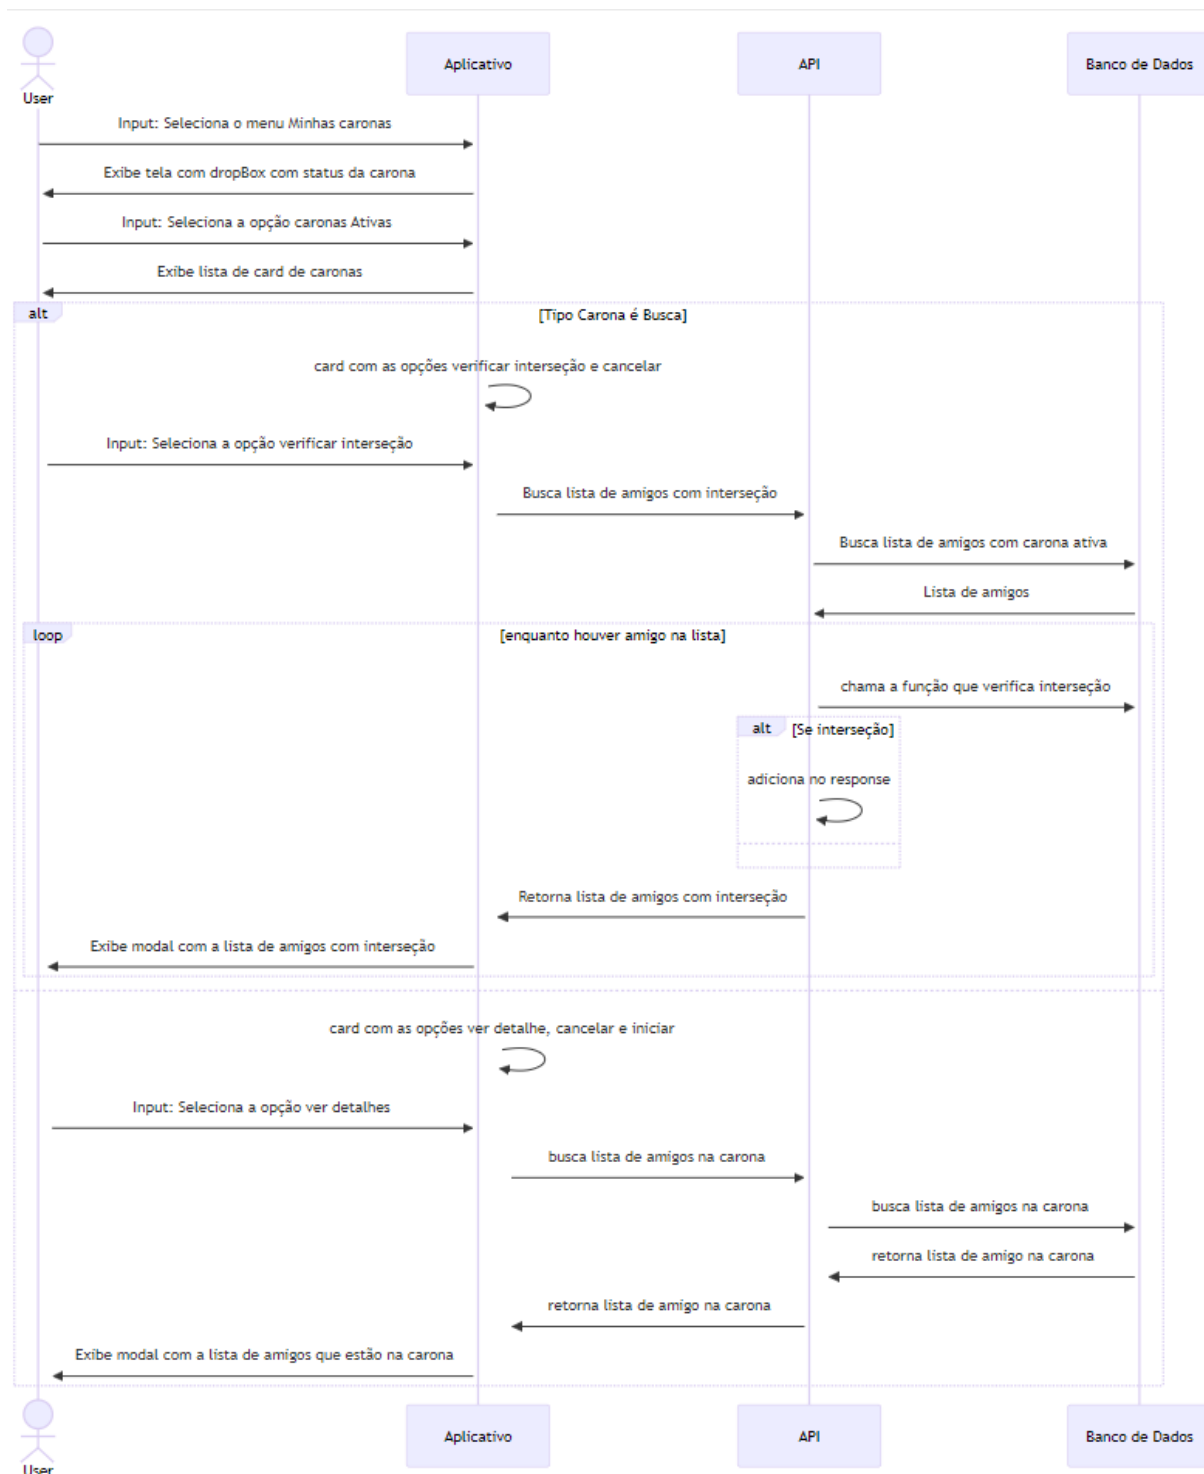 User
Aplicativo
API
Banco de Dados
Input: Seleciona o menu Minhas caronas
Exibe tela com dropBox com status da carona
Input: Seleciona a opção caronas Ativas
Exibe lista de card de caronas
alt
[Tipo Carona é Busca]
card com as opções verificar interseção e cancelar
Input: Seleciona a opção verificar interseção
Busca lista de amigos com interseção
Busca lista de amigos com carona ativa
Lista de amigos
loop
[enquanto houver amigo na lista]
chama a função que verifica interseção
alt
[Se interseção]
adiciona no response
Retorna lista de amigos com interseção
Exibe modal com a lista de amigos com interseção
card com as opções ver detalhe, cancelar e iniciar
Input: Seleciona a opção ver detalhes
busca lista de amigos na carona
busca lista de amigos na carona
retorna lista de amigo na carona
retorna lista de amigo na carona
Exibe modal com a lista de amigos que estão na carona
User
Aplicativo
API
Banco de Dados